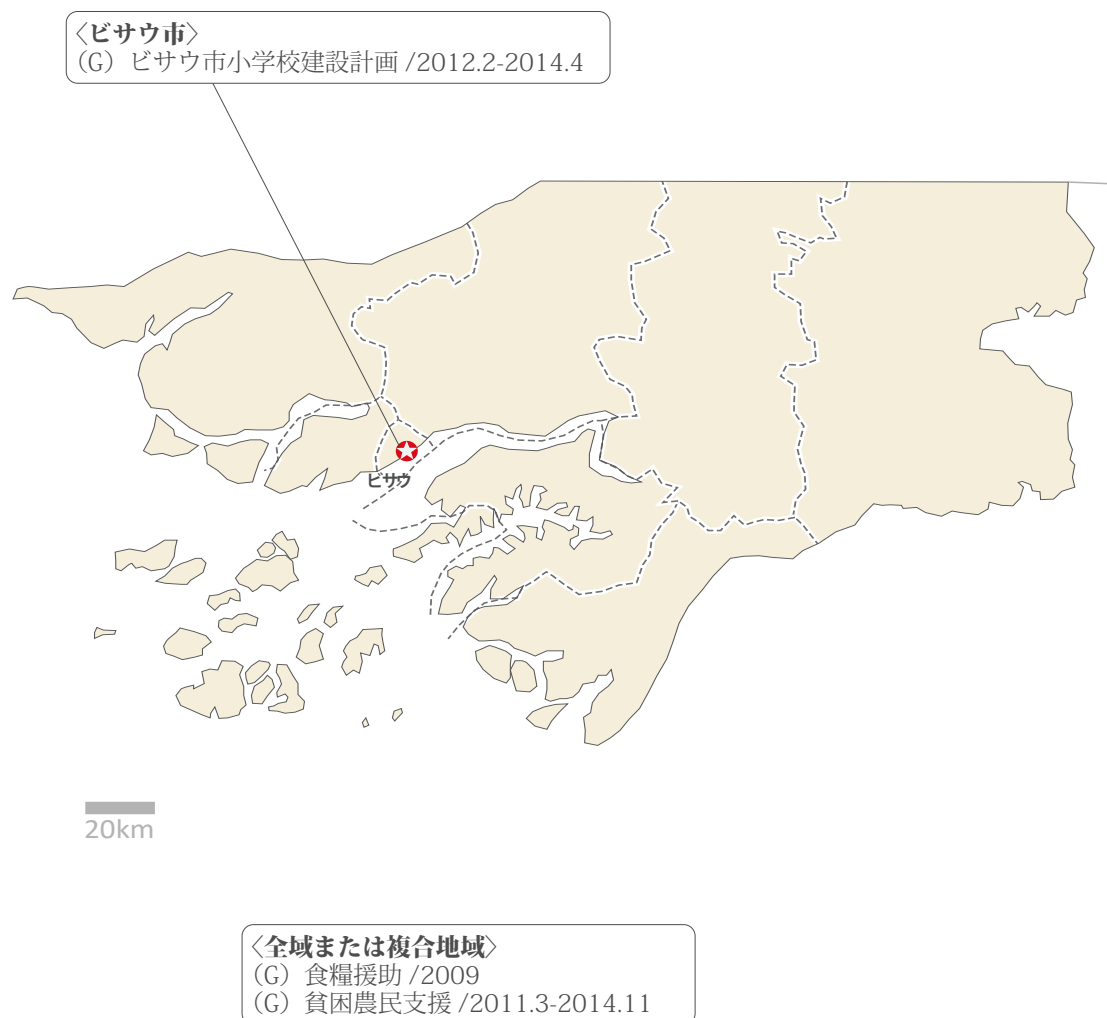 〈ビサウ市〉
（G）ビサウ市小学校建設計画 /2012.2-2014.4
ビサウ
20km
〈全域または複合地域〉
（G）食糧援助 /2009
（G）貧困農民支援 /2011.3-2014.11